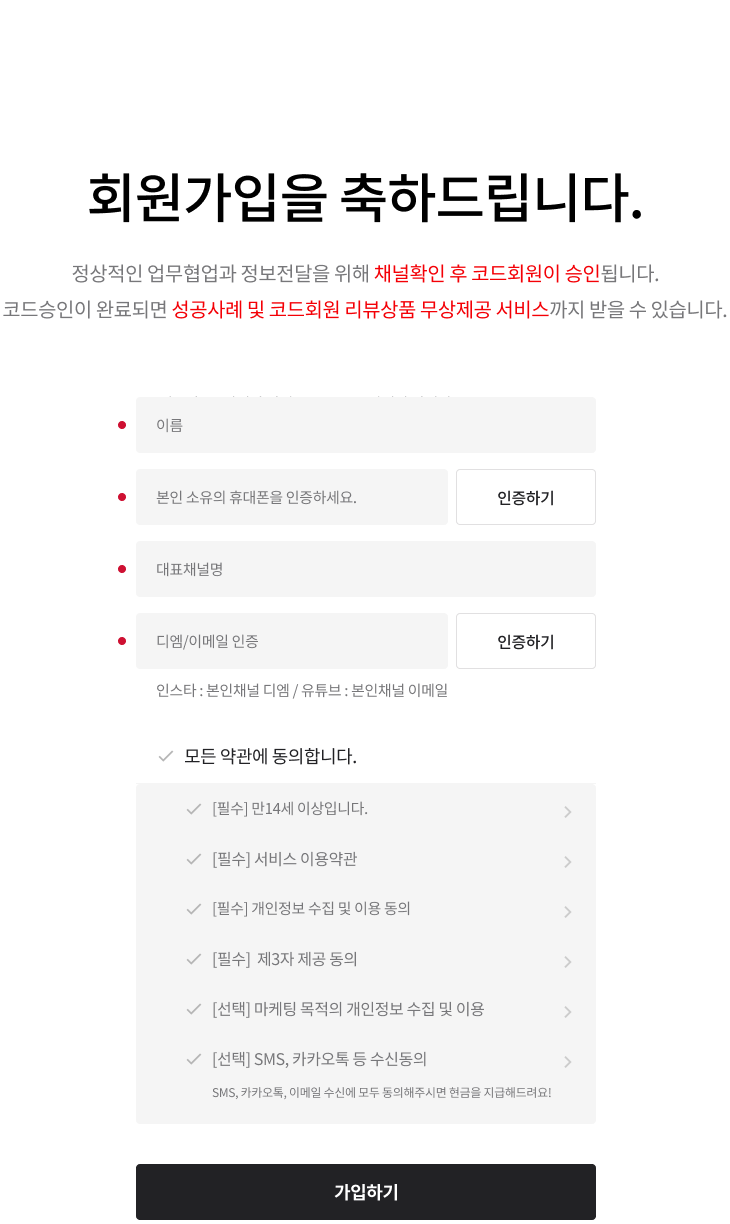 회원가입을 축하드립니다.
정상적인 업무협업과 정보전달을 위해 채널확인 후 코드회원이 승인됩니다.
코드승인이 완료되면 성공사례 및 코드회원 리뷰상품 무상제공 서비스까지 받을 수 있습니다.
이름
본인 소유의 휴대폰을 인증하세요. 인증하기
대표채널명
디엠/이메일 인증 인증하기
인스타 : 본인채널 디엠 / 유튜브 : 본인채널 이메일
모든 약관에 동의합니다.
[필수] 만14세 이상입니다.
[필수] 서비스 이용약관
[필수] 개인정보 수집 및 이용 동의
[필수] 제3자 제공 동의
[선택] 마케팅 목적의 개인정보 수집 및 이용
[선택] SMS, 카카오톡 등 수신동의
SMS, 카카오톡, 이메일 수신에 모두 동의해주시면 현금을 지급해드려요!
가입하기